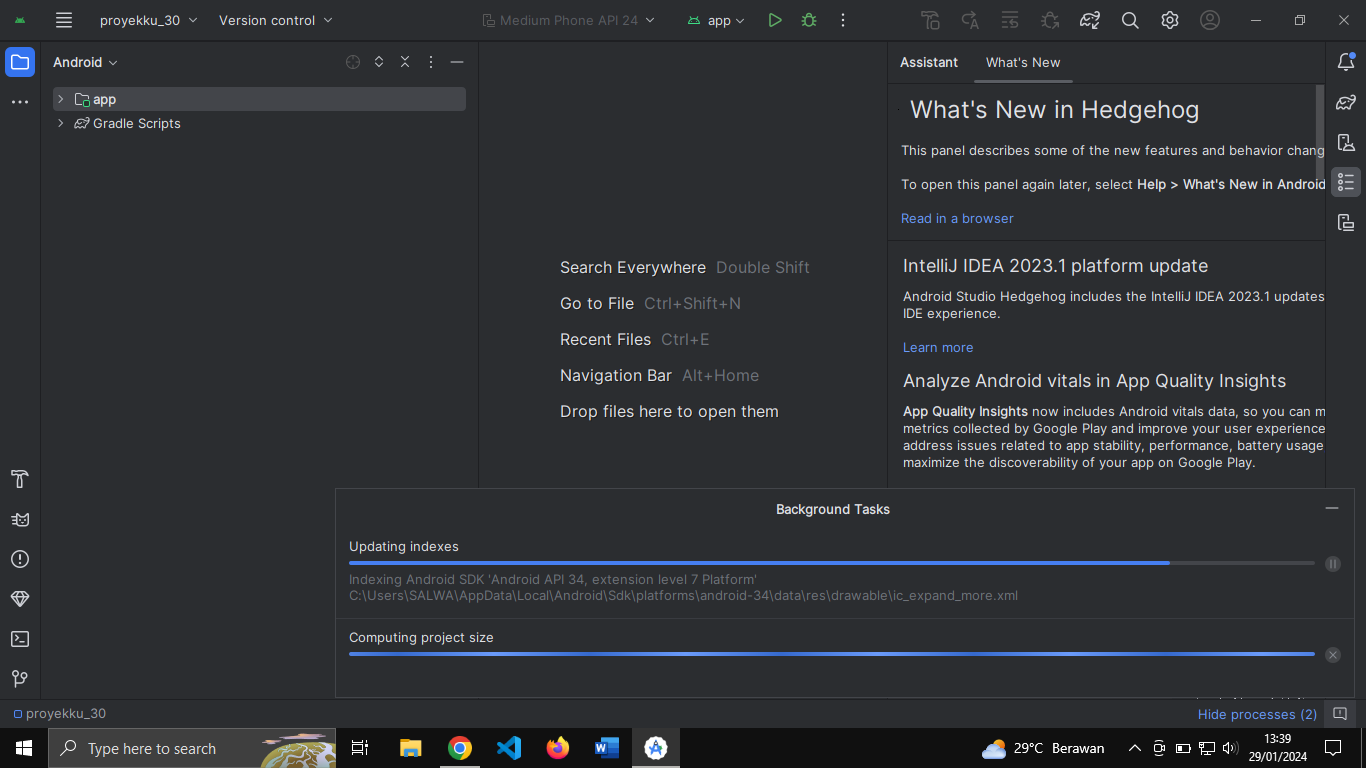 proyekku_30
Version control
Medium Phone API 24
app
Android
app
Gradle Scripts
Search Everywhere Double Shift
Go to File Ctrl+Shift+N
Recent Files Ctrl+E
Navigation Bar Alt+Home
Drop files here to open them
Assistant
What's New
What's New in Hedgehog
This panel describes some of the new features and behavior chang
To open this panel again later, select Help > What's New in Android
Read in a browser
IntelliJ IDEA 2023.1 platform update
Android Studio Hedgehog includes the IntelliJ IDEA 2023.1 updates
IDE experience.
Learn more
Analyze Android vitals in App Quality Insights
App Quality Insights now includes Android vitals data, so you can m
metrics collected by Google Play and improve your user experience
address issues related to app stability, performance, battery usage
maximize the discoverability of your app on Google Play.
Background Tasks
Updating indexes
Indexing Android SDK 'Android API 34, extension level 7 Platform'
C:\Users\SALWA\AppData\Local\Android\Sdk\platforms\android-34\data\res\drawable\ic_expand_more.xml
Computing project size
proyekku_30
Hide processes (2)
Type here to search
29°C Berawan
13:39
29/01/2024